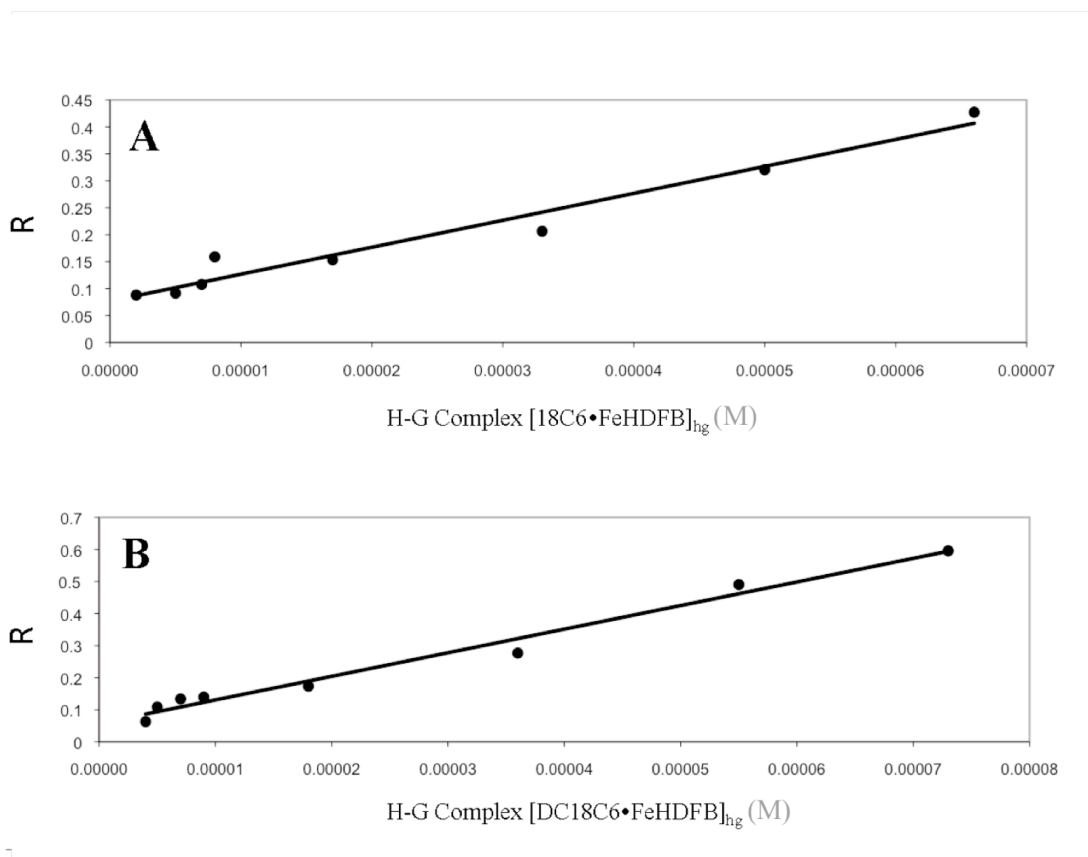 A
R
0.45
0.4
0.35
0.3
0.25
0.2
0.15
0.1
0.05
0
0.00000 0.00001 0.00002 0.00003 0.00004 0.00005 0.00006 0.00007
H-G Complex [18C6•FeHDFB]hg (M)
B
R
0.7
0.6
0.5
0.4
0.3
0.2
0.1
0
0.00000 0.00001 0.00002 0.00003 0.00004 0.00005 0.00006 0.00007 0.00008
H-G Complex [DC18C6•FeHDFB]hg (M)